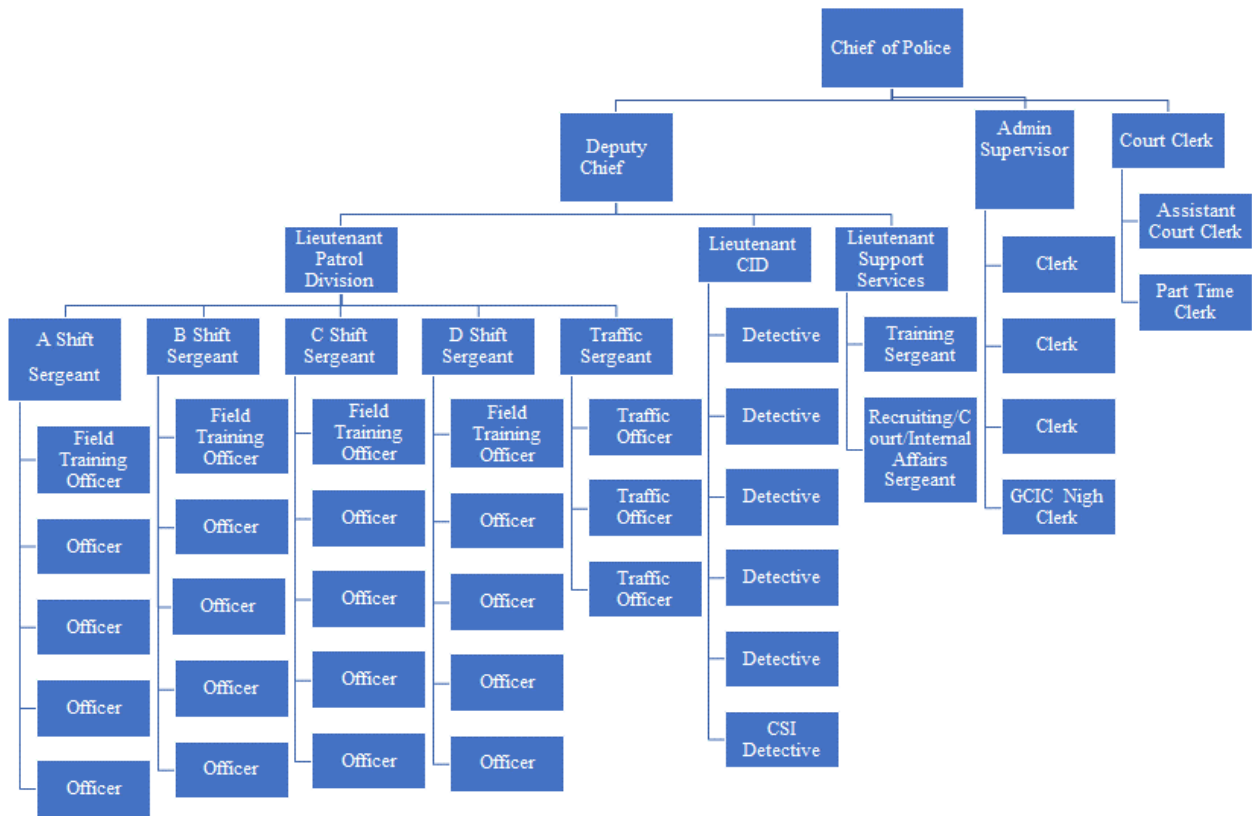 Chief of Police
Deputy
Chief
Admin
Supervisor
Court Clerk
Lieutenant
Patrol
Division
Lieutenant
CID
Lieutenant
Support
Services
Clerk
Clerk
Clerk
GCIC Nigh
Clerk
Assistant
Court Clerk
Part Time
Clerk
A Shift
Sergeant
B Shift
Sergeant
C Shift
Sergeant
D Shift
Sergeant
Traffic
Sergeant
Field
Training
Officer
Officer
Officer
Officer
Officer
Field
Training
Officer
Officer
Officer
Officer
Officer
Field
Training
Officer
Officer
Officer
Officer
Officer
Field
Training
Officer
Officer
Officer
Officer
Officer
Traffic
Officer
Traffic
Officer
Traffic
Officer
Detective
Detective
Detective
Detective
Detective
CSI
Detective
Training
Sergeant
Recruiting/C
ourt/Internal
Affairs
Sergeant